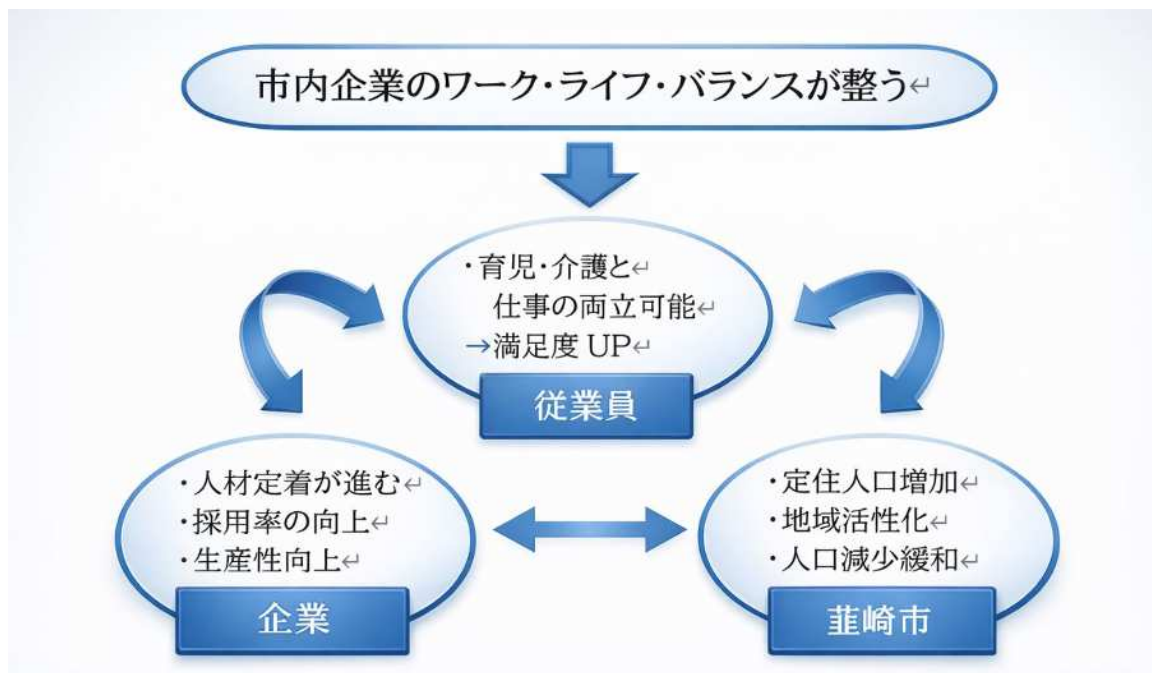 市内企業のワーク・ライフ・バランスが整う↵
・育児・介護と↵
仕事の両立可能↵
→満足度 UP↵
従業員
・人材定着が進む↵
・採用率の向上↵
・生産性向上↵
企業
・定住人口増加↵
・地域活性化↵
・人口減少緩和↵
韮崎市